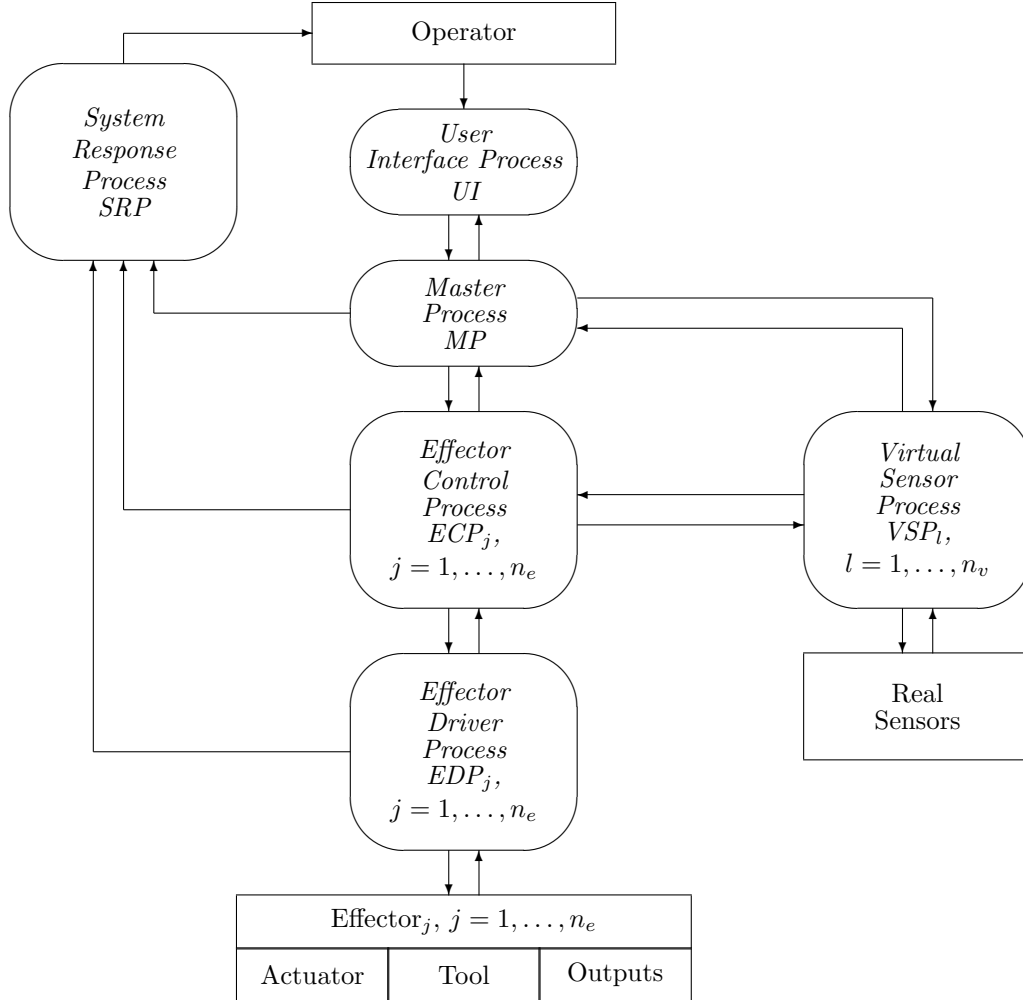 Operator
System
Response
Process
SRP
User
Interface Process
UI
Master
Process
MP
Effector
Control
Process
ECP_j,
j = 1, . . . , n_e
Virtual
Sensor
Process
VSP_l,
l = 1, . . . , n_v
Effector
Driver
Process
EDP_j,
j = 1, . . . , n_e
Real
Sensors
Effector_j, j = 1, . . . , n_e
Actuator
Tool
Outputs